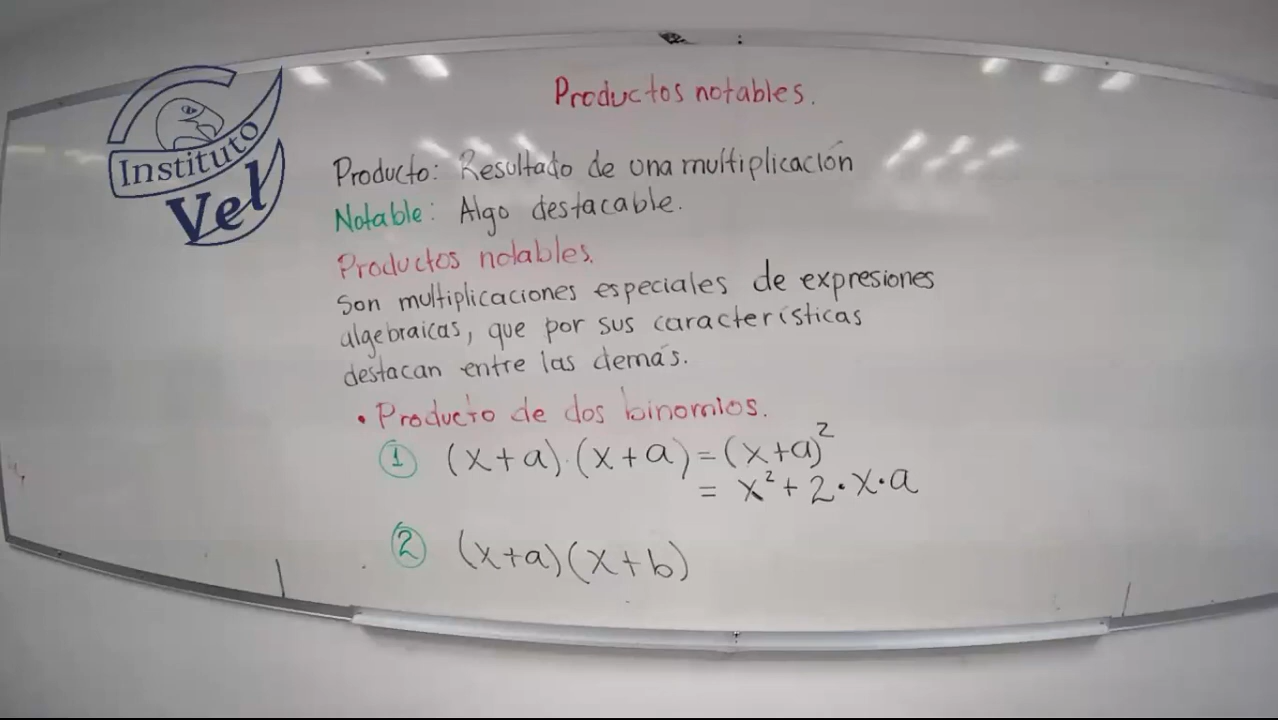 Instituto
Vel
Productos notables.
Producto: Resultado de una multiplicación
Notable: Algo destacable.
Productos notables.
Son multiplicaciones especiales de expresiones
algebraicas, que por sus características
destacan entre las demás.
• Producto de dos binomios.
① (x+a)·(x+a)=(x+a)²
= x²+2·x·a
② (x+a)(x+b)